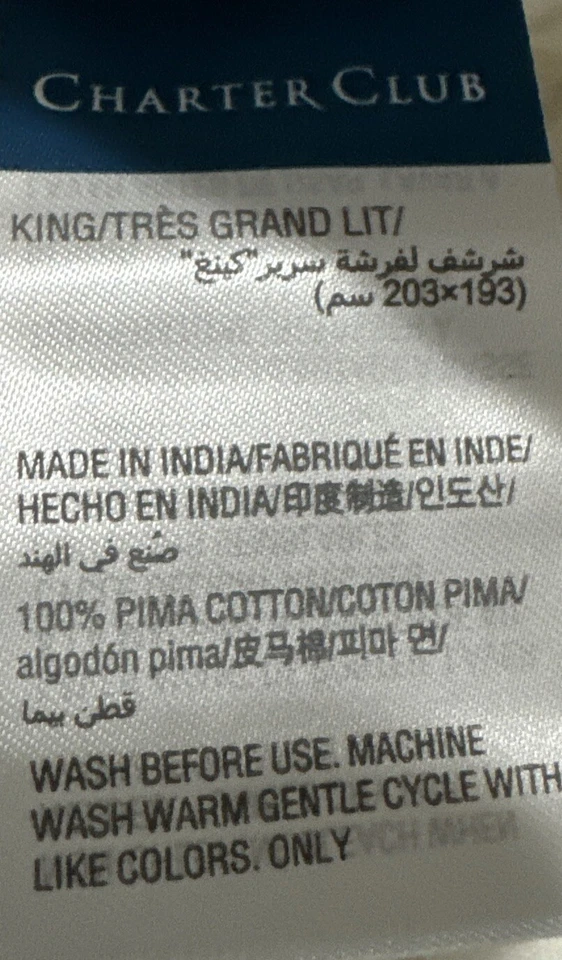 CHARTER CLUB
KING/TRÈS GRAND LIT/
شرشف لفرشة سرير"كينغ"
(203×193 سم)
MADE IN INDIA/FABRIQUÉ EN INDE/
HECHO EN INDIA/印度制造/인도산/
صُنع في الهند
100% PIMA COTTON/COTON PIMA/
algodón pima/皮马棉/피마 면/
قطن بيما
WASH BEFORE USE. MACHINE
WASH WARM GENTLE CYCLE WITH
LIKE COLORS. ONLY